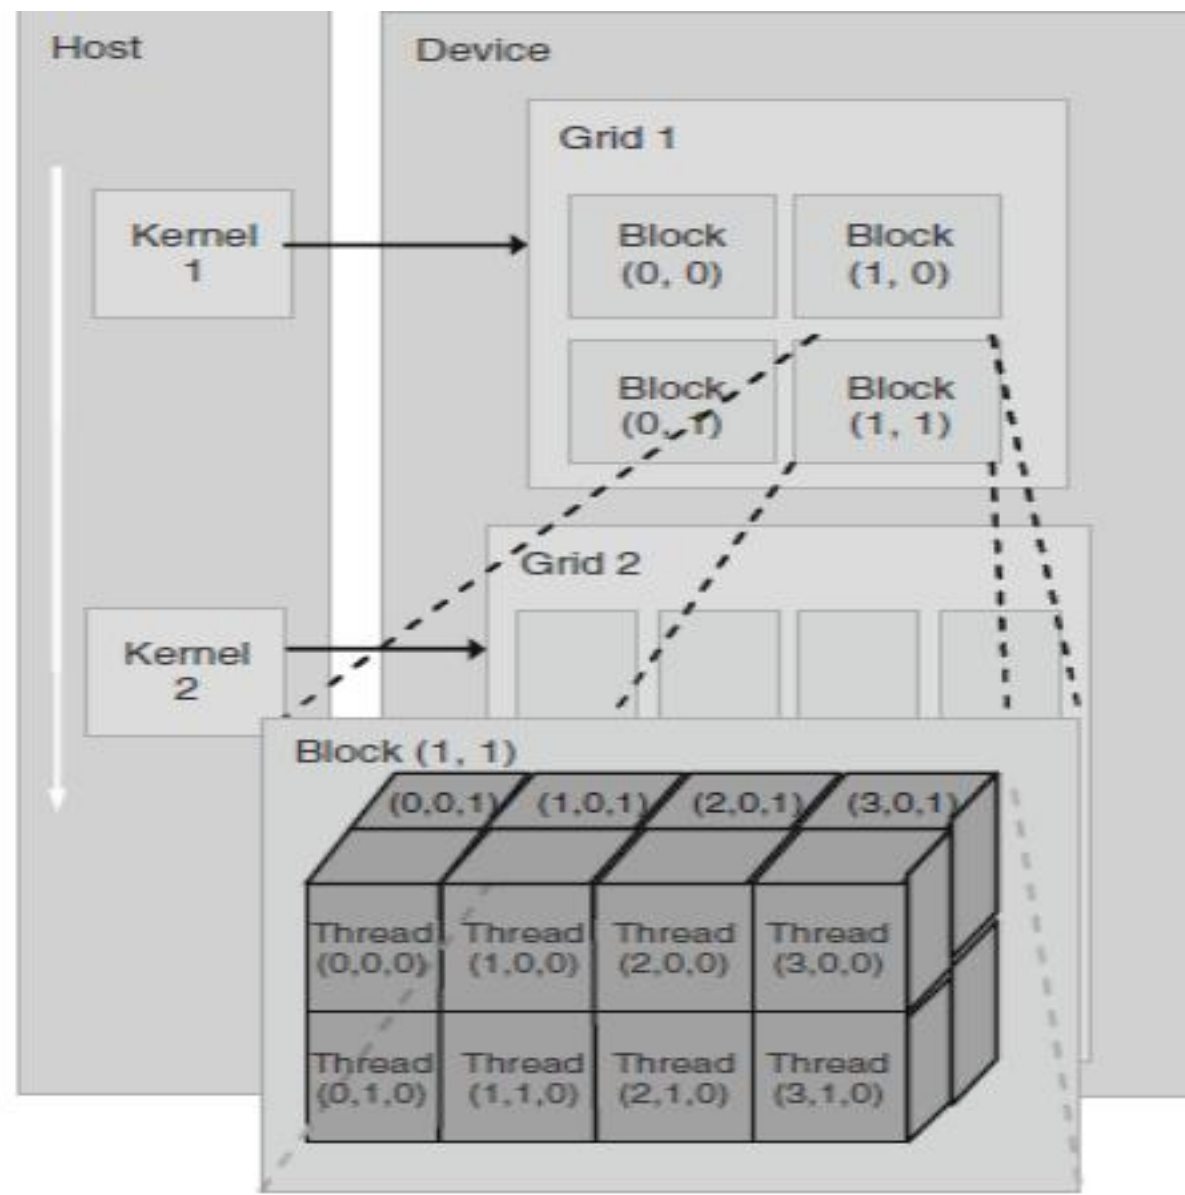 Host
Device
Grid 1
Kernel
1
Block
(0, 0)
Block
(1, 0)
Block
(0, 1)
Block
(1, 1)
Grid 2
Kernel
2
Block (1, 1)
(0,0,1)
(1,0,1)
(2,0,1)
(3,0,1)
Thread
(0,0,0)
Thread
(1,0,0)
Thread
(2,0,0)
Thread
(3,0,0)
Thread
(0,1,0)
Thread
(1,1,0)
Thread
(2,1,0)
Thread
(3,1,0)